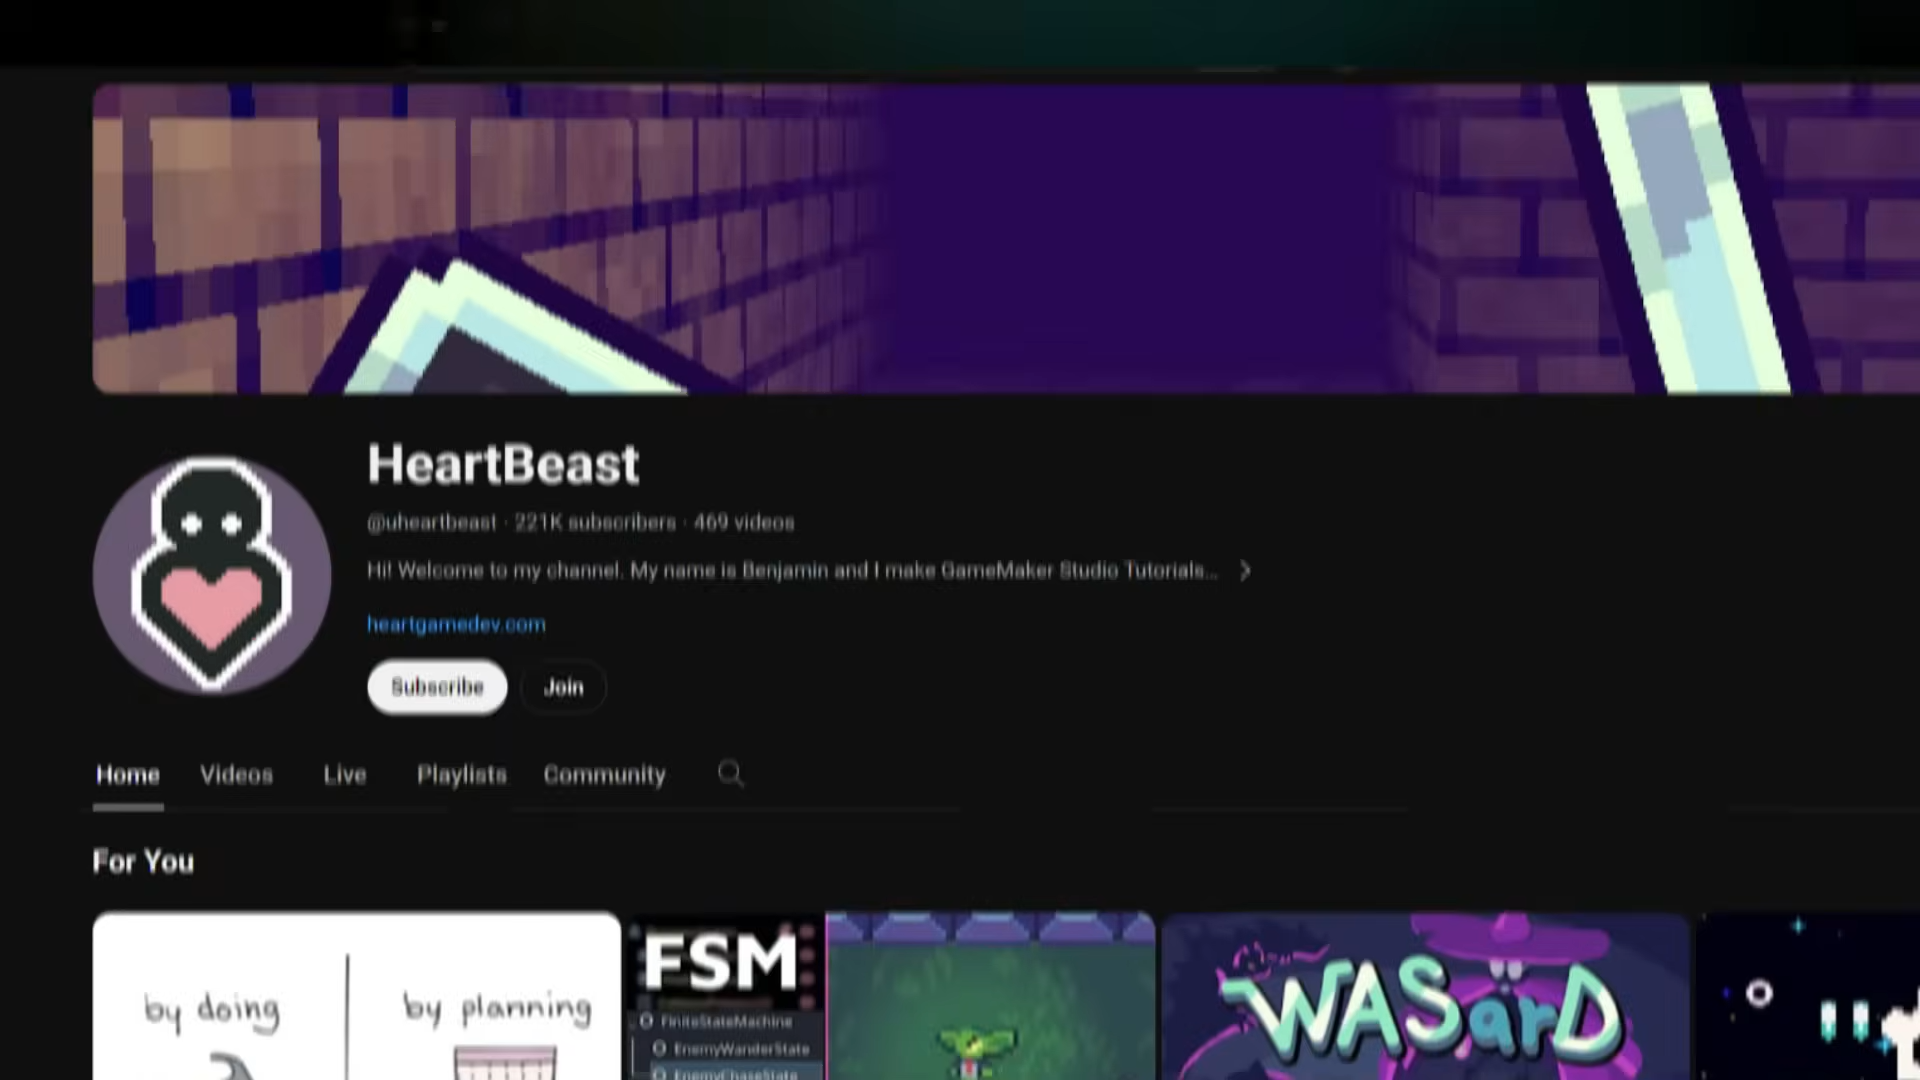 HeartBeast
@uheartbeast · 221K subscribers · 469 videos
Hi! Welcome to my channel. My name is Benjamin and I make GameMaker Studio Tutorials...
heartgamedev.com
Subscribe Join
Home Videos Live Playlists Community
For You
by doing by planning
FSM
FiniteStateMachine
EnemyWanderState
EnemyChaseState
WASarD